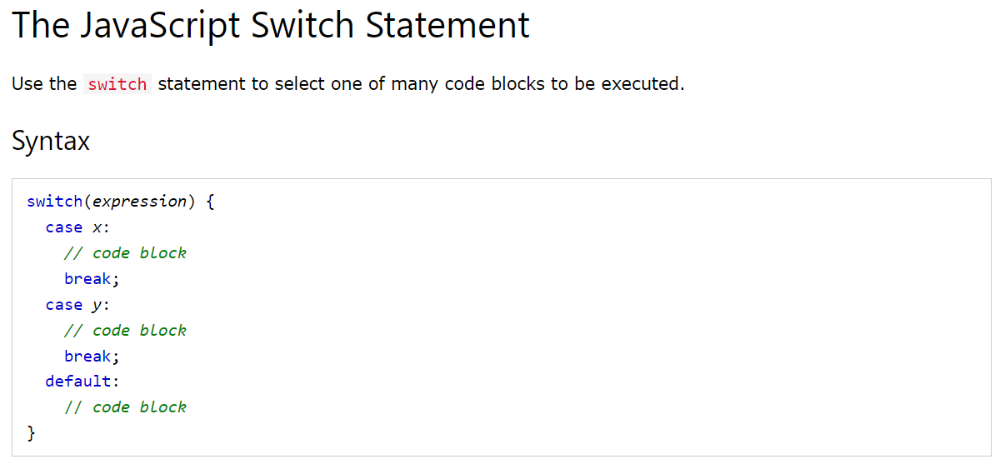 The JavaScript Switch Statement
Use the switch statement to select one of many code blocks to be executed.
Syntax
switch(expression) {
  case x:
    // code block
    break;
  case y:
    // code block
    break;
  default:
    // code block
}